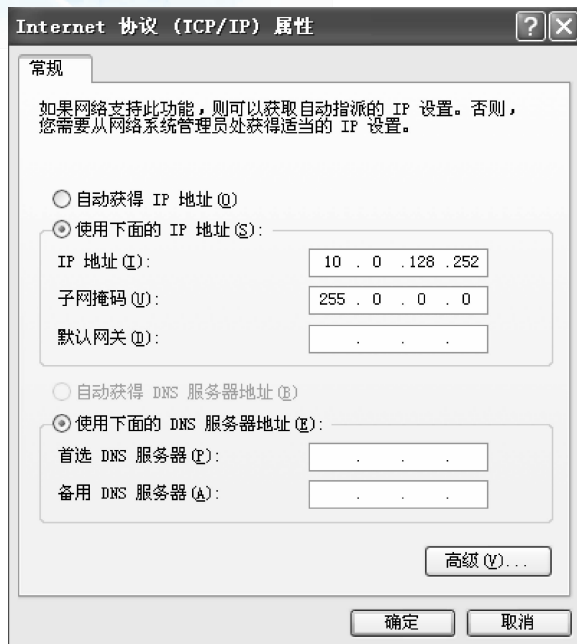 Internet 协议 (TCP/IP) 属性
常规
如果网络支持此功能，则可以获取自动指派的 IP 设置。否则，
您需要从网络系统管理员处获得适当的 IP 设置。
自动获得 IP 地址(O)
使用下面的 IP 地址(S):
IP 地址(I): 10 . 0 .128 .252
子网掩码(U): 255 . 0 . 0 . 0
默认网关(D): . . .
自动获得 DNS 服务器地址(B)
使用下面的 DNS 服务器地址(E):
首选 DNS 服务器(P): . . .
备用 DNS 服务器(A): . . .
高级(V)...
确定 取消